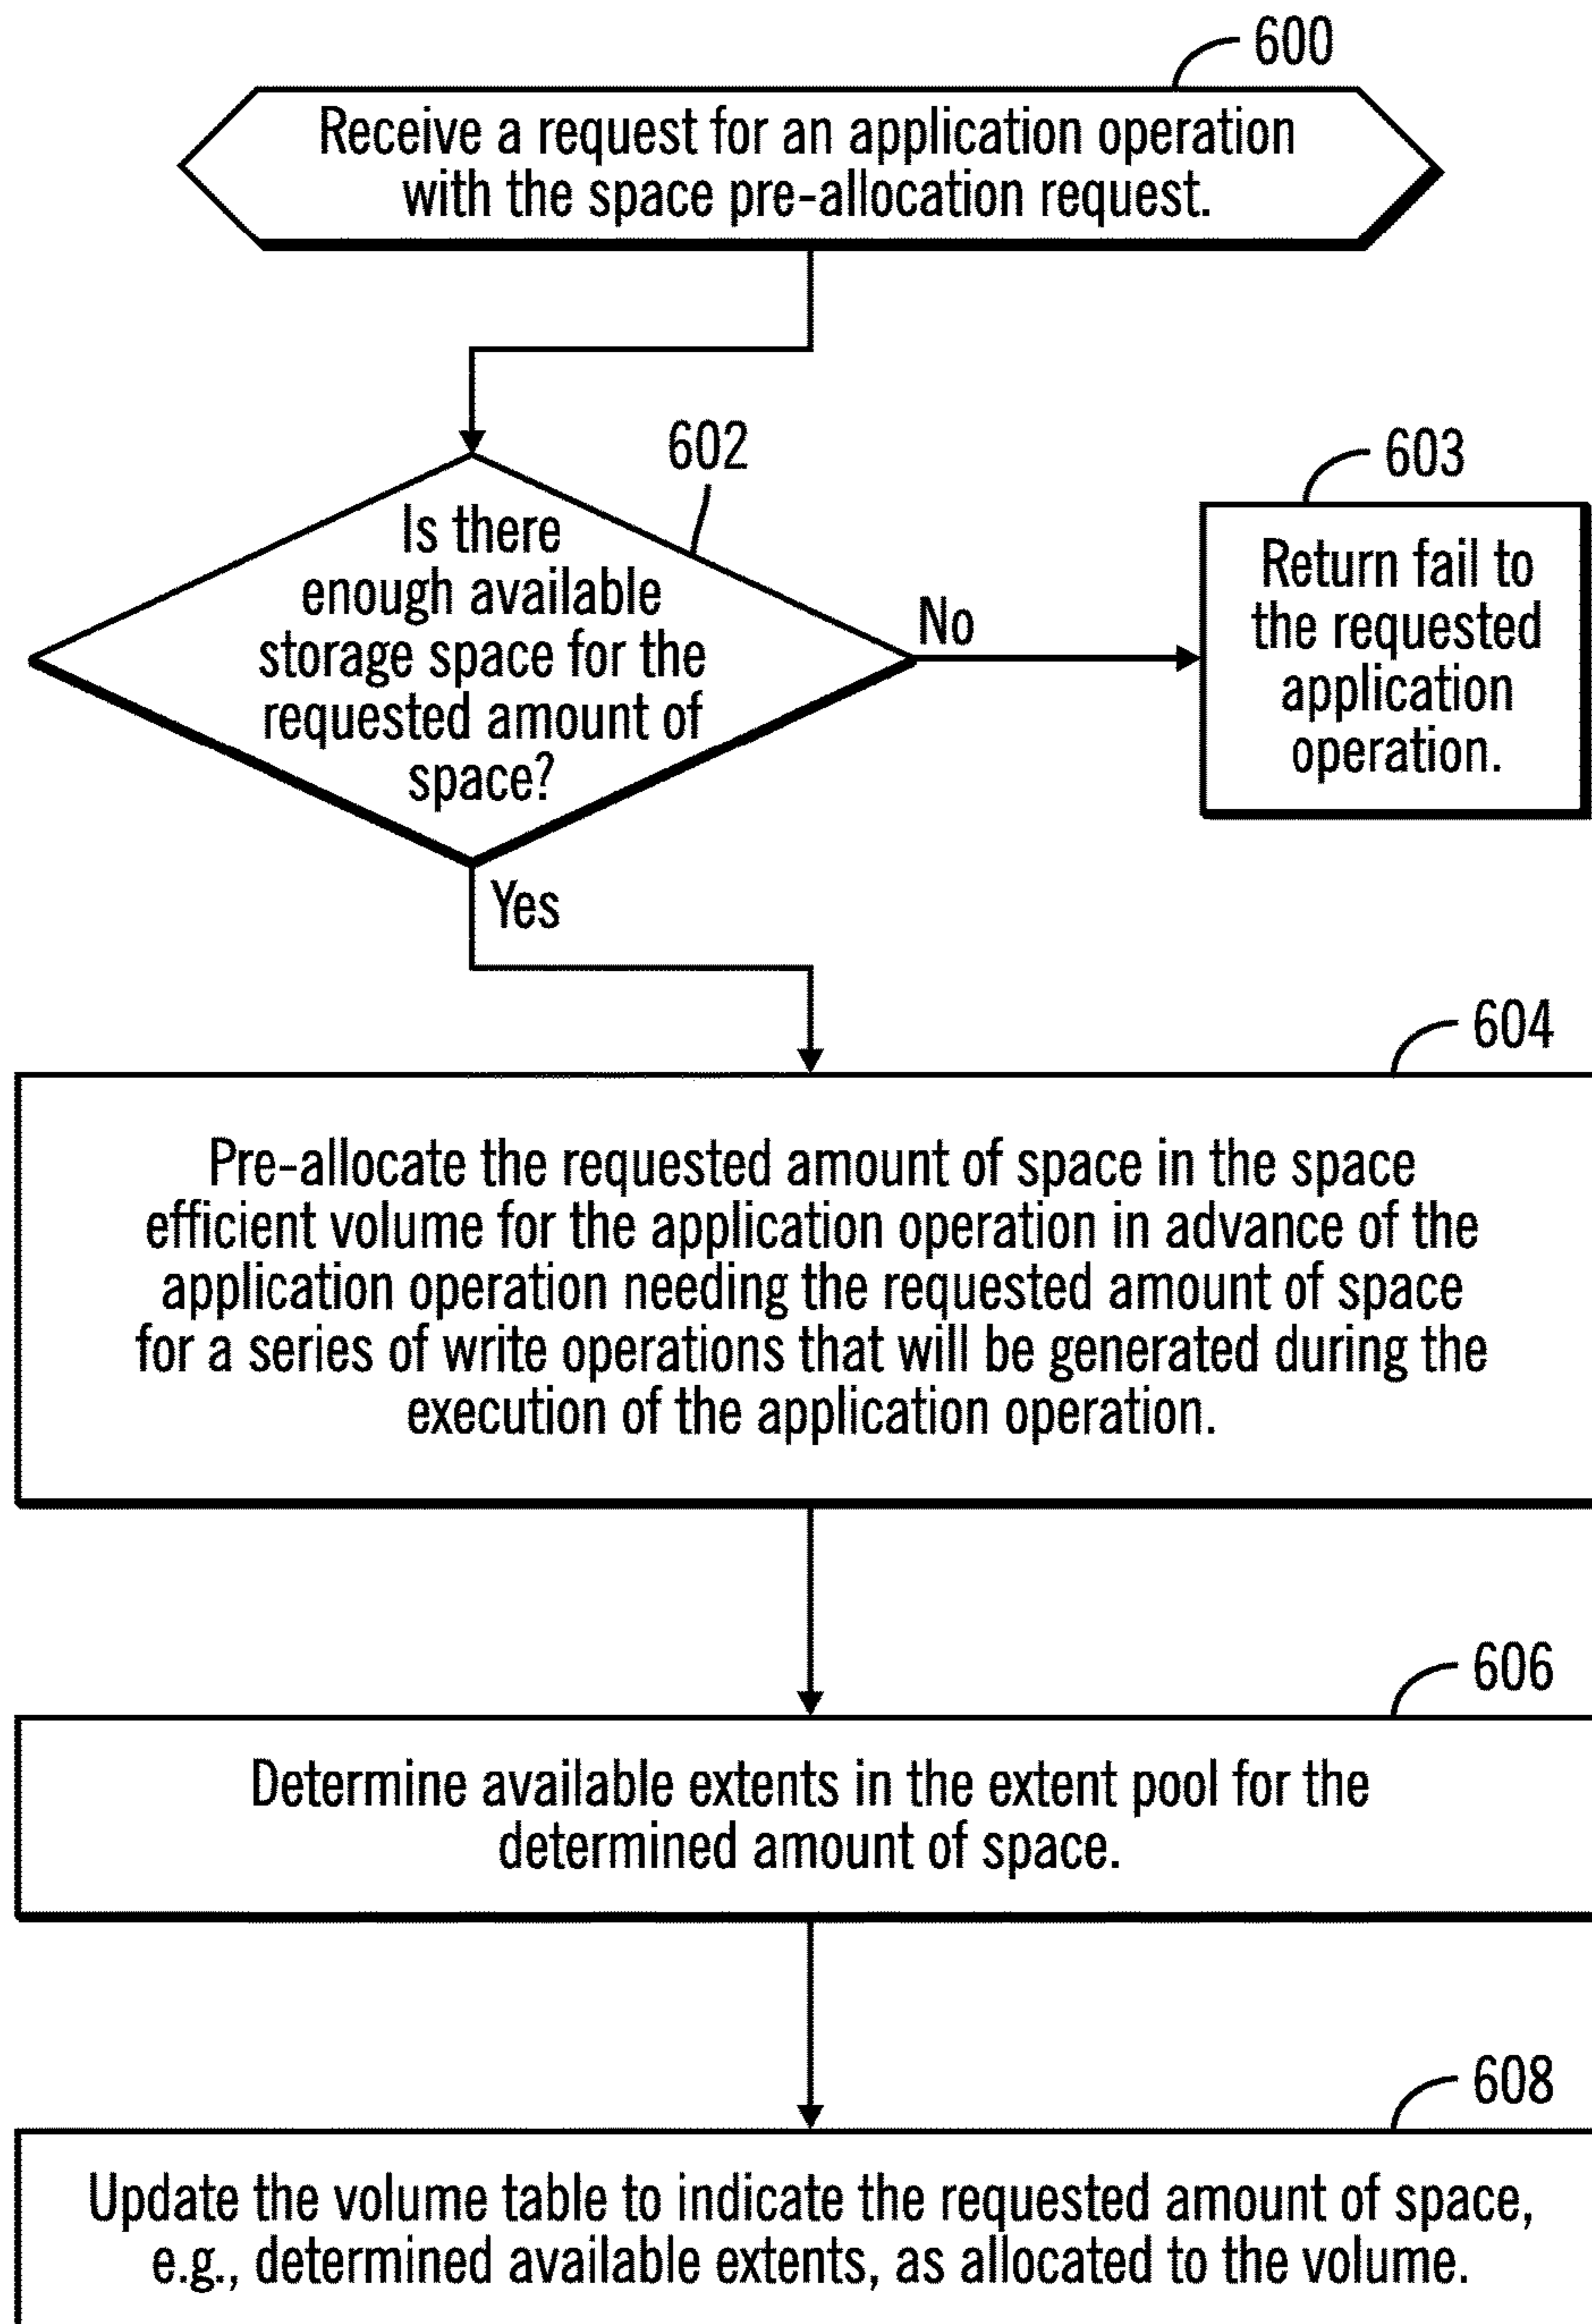 600
Receive a request for an application operation
with the space pre-allocation request.
602
Is there
enough available
storage space for the
requested amount of
space?
No
603
Return fail to
the requested
application
operation.
Yes
604
Pre-allocate the requested amount of space in the space
efficient volume for the application operation in advance of the
application operation needing the requested amount of space
for a series of write operations that will be generated during the
execution of the application operation.
606
Determine available extents in the extent pool for the
determined amount of space.
608
Update the volume table to indicate the requested amount of space,
e.g., determined available extents, as allocated to the volume.